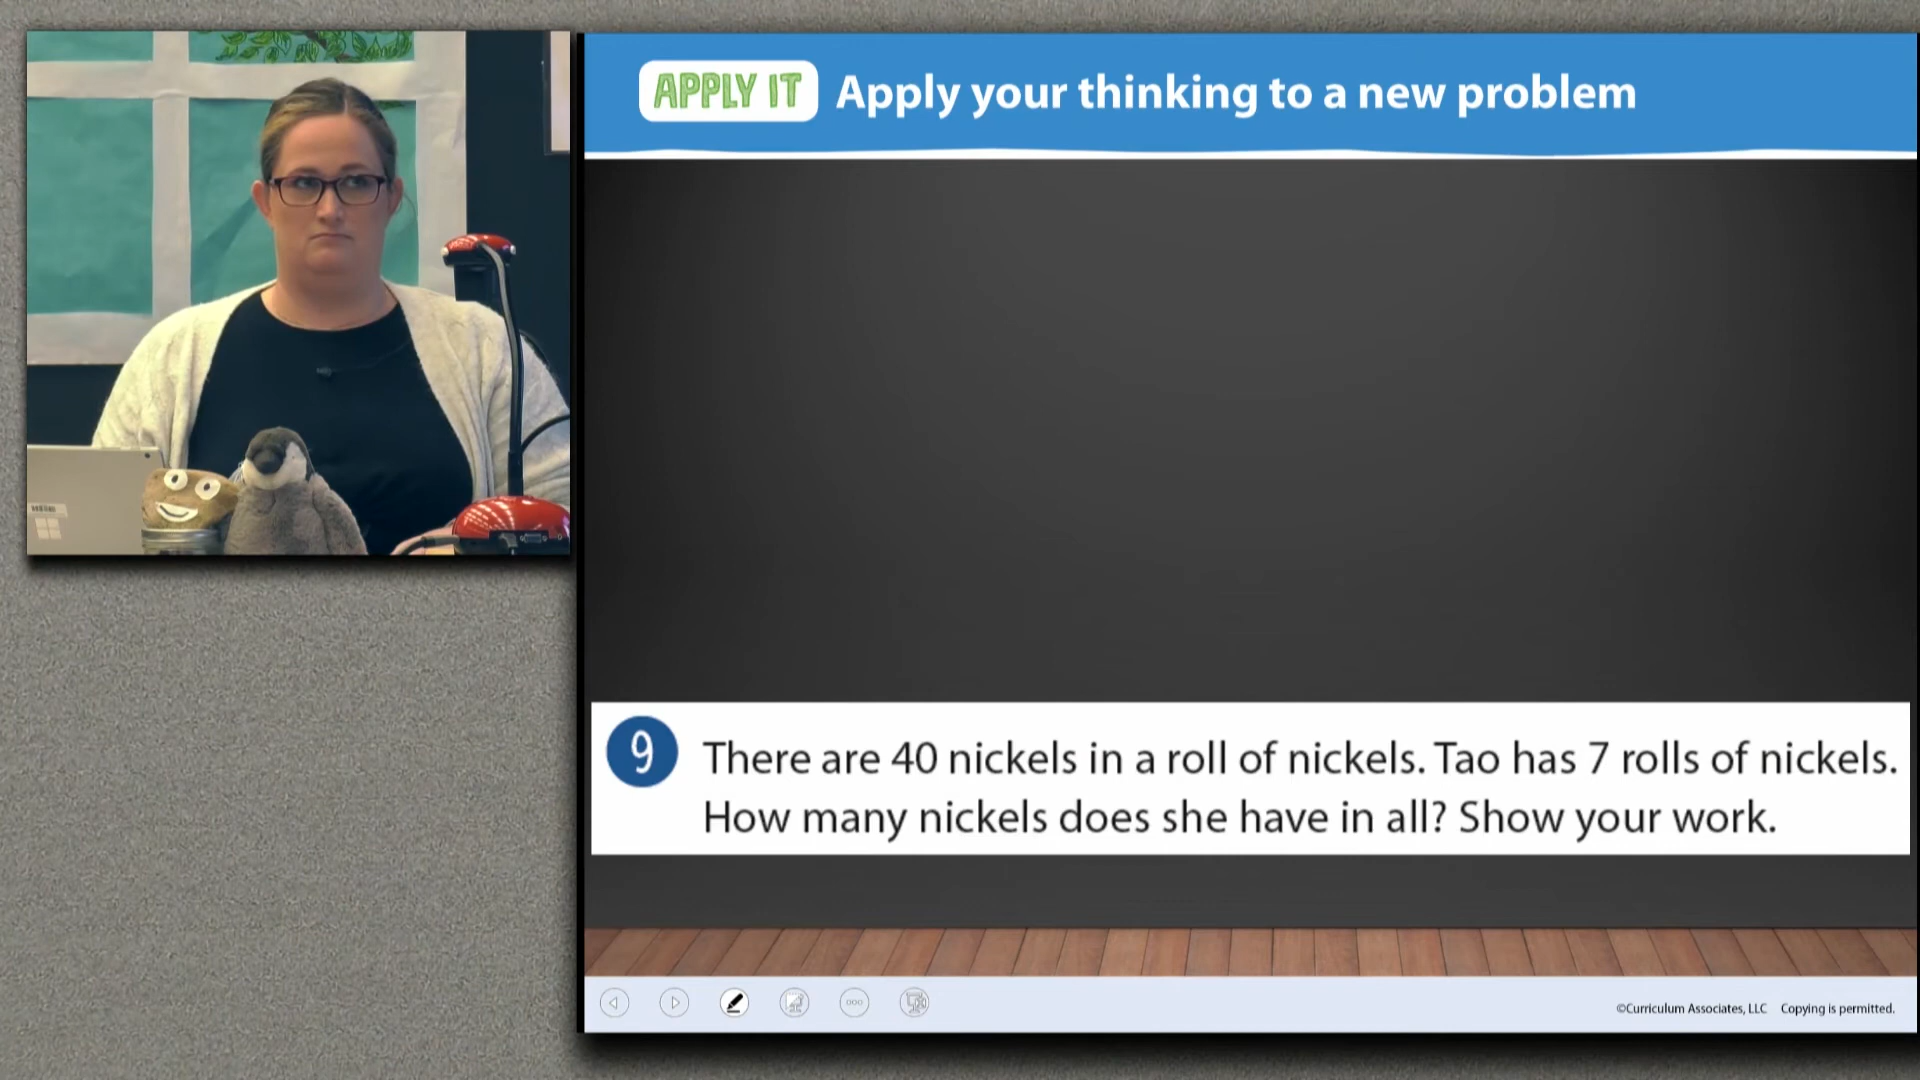 APPLY IT Apply your thinking to a new problem
9 There are 40 nickels in a roll of nickels. Tao has 7 rolls of nickels.
How many nickels does she have in all? Show your work.
©Curriculum Associates, LLC Copying is permitted.